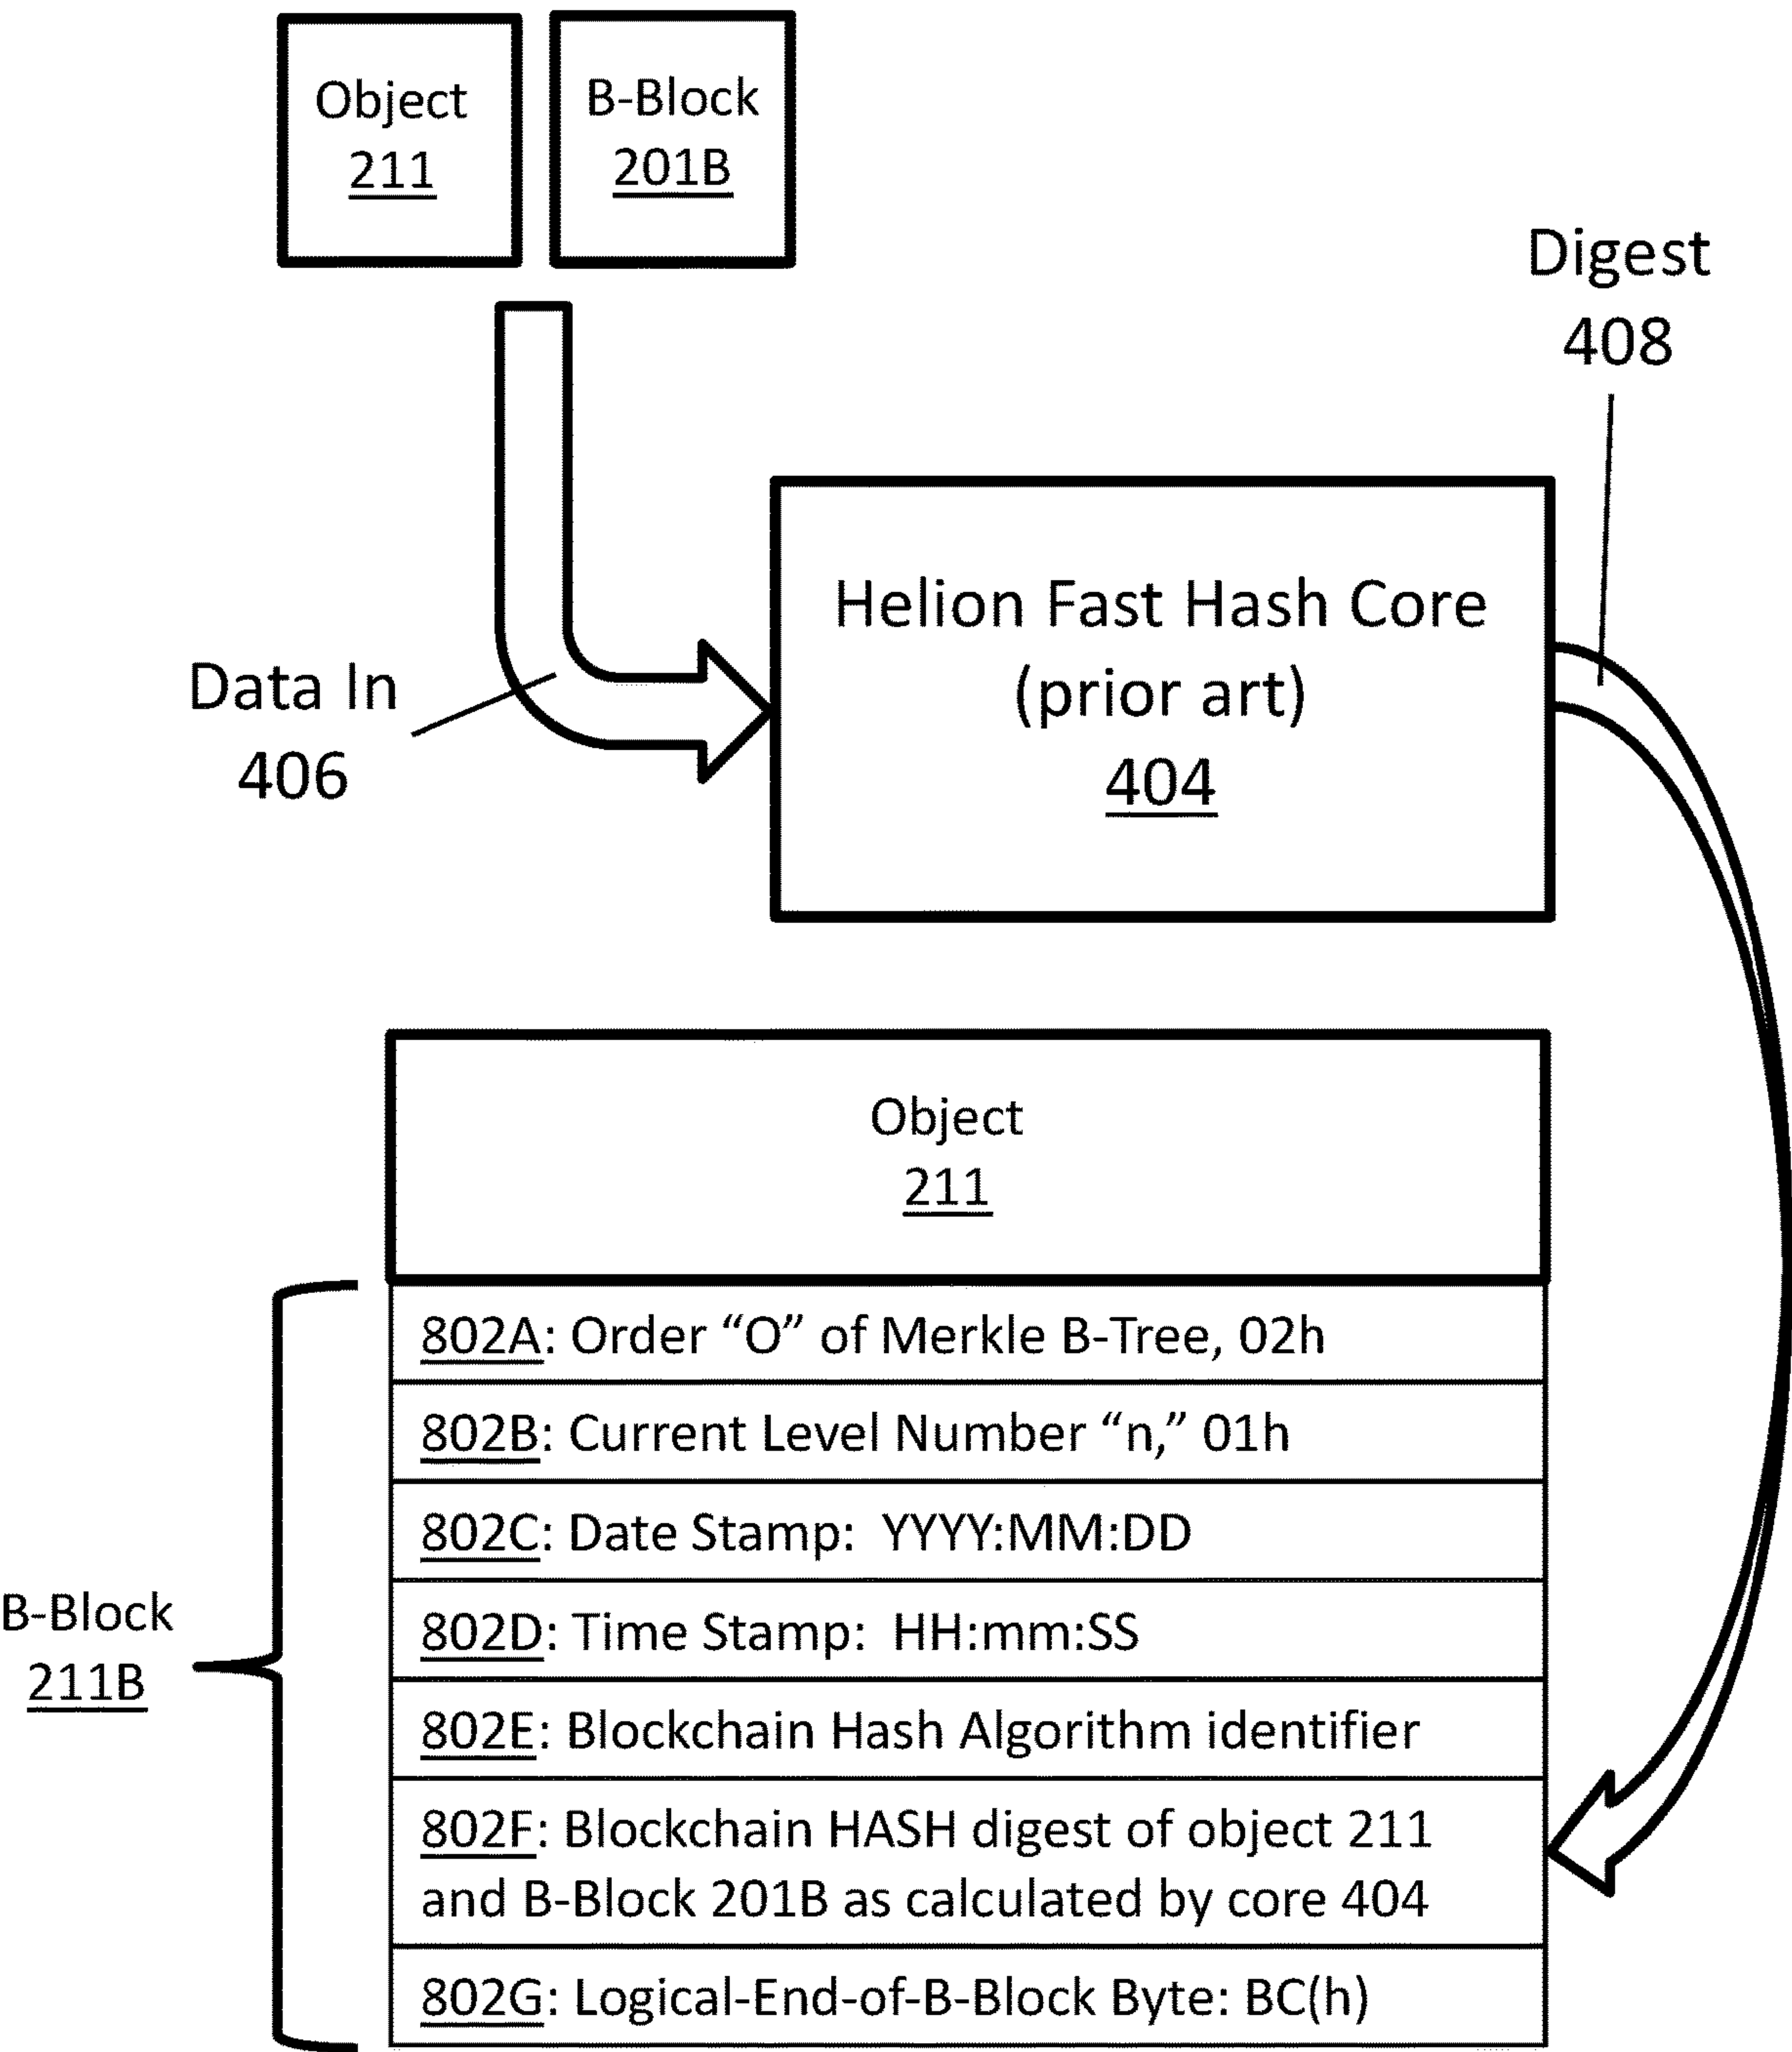 Object
211
B-Block
201B
Digest
408
Helion Fast Hash Core
(prior art)
404
Data In
406
Object
211
802A: Order “O” of Merkle B-Tree, 02h
802B: Current Level Number “n,” 01h
802C: Date Stamp:  YYYY:MM:DD
802D: Time Stamp:  HH:mm:SS
B-Block
211B
802E: Blockchain Hash Algorithm identifier
802F: Blockchain HASH digest of object 211
and B-Block 201B as calculated by core 404
802G: Logical-End-of-B-Block Byte: BC(h)